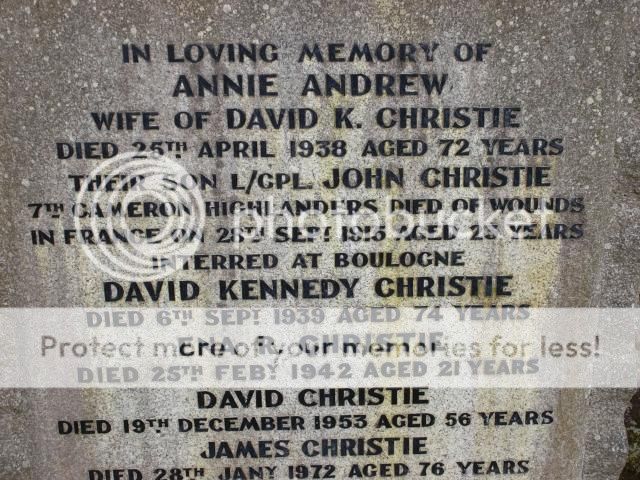 IN LOVING MEMORY OF
ANNIE ANDREW
WIFE OF DAVID K. CHRISTIE
DIED 25TH APRIL 1938 AGED 72 YEARS
THEIR SON L/CPL. JOHN CHRISTIE
7TH CAMERON HIGHLANDERS DIED OF WOUNDS
photobucket
IN FRANCE ON 28TH SEPT 1915 AGED YEARS
INTERRED AT BOULOGNE
DAVID KENNEDY CHRISTIE
DIED 6TH SEPT 1939 AGED 74 YEARS
R. CHRISTIE
Protect more of your memories for less!
DIED 25TH FEBY 1942 AGED 21 YEARS
DAVID CHRISTIE
DIED 19TH DECEMBER 1953 AGED 56 YEARS
JAMES CHRISTIE
DIED 28TH JANY 1972 AGED 76 YEARS